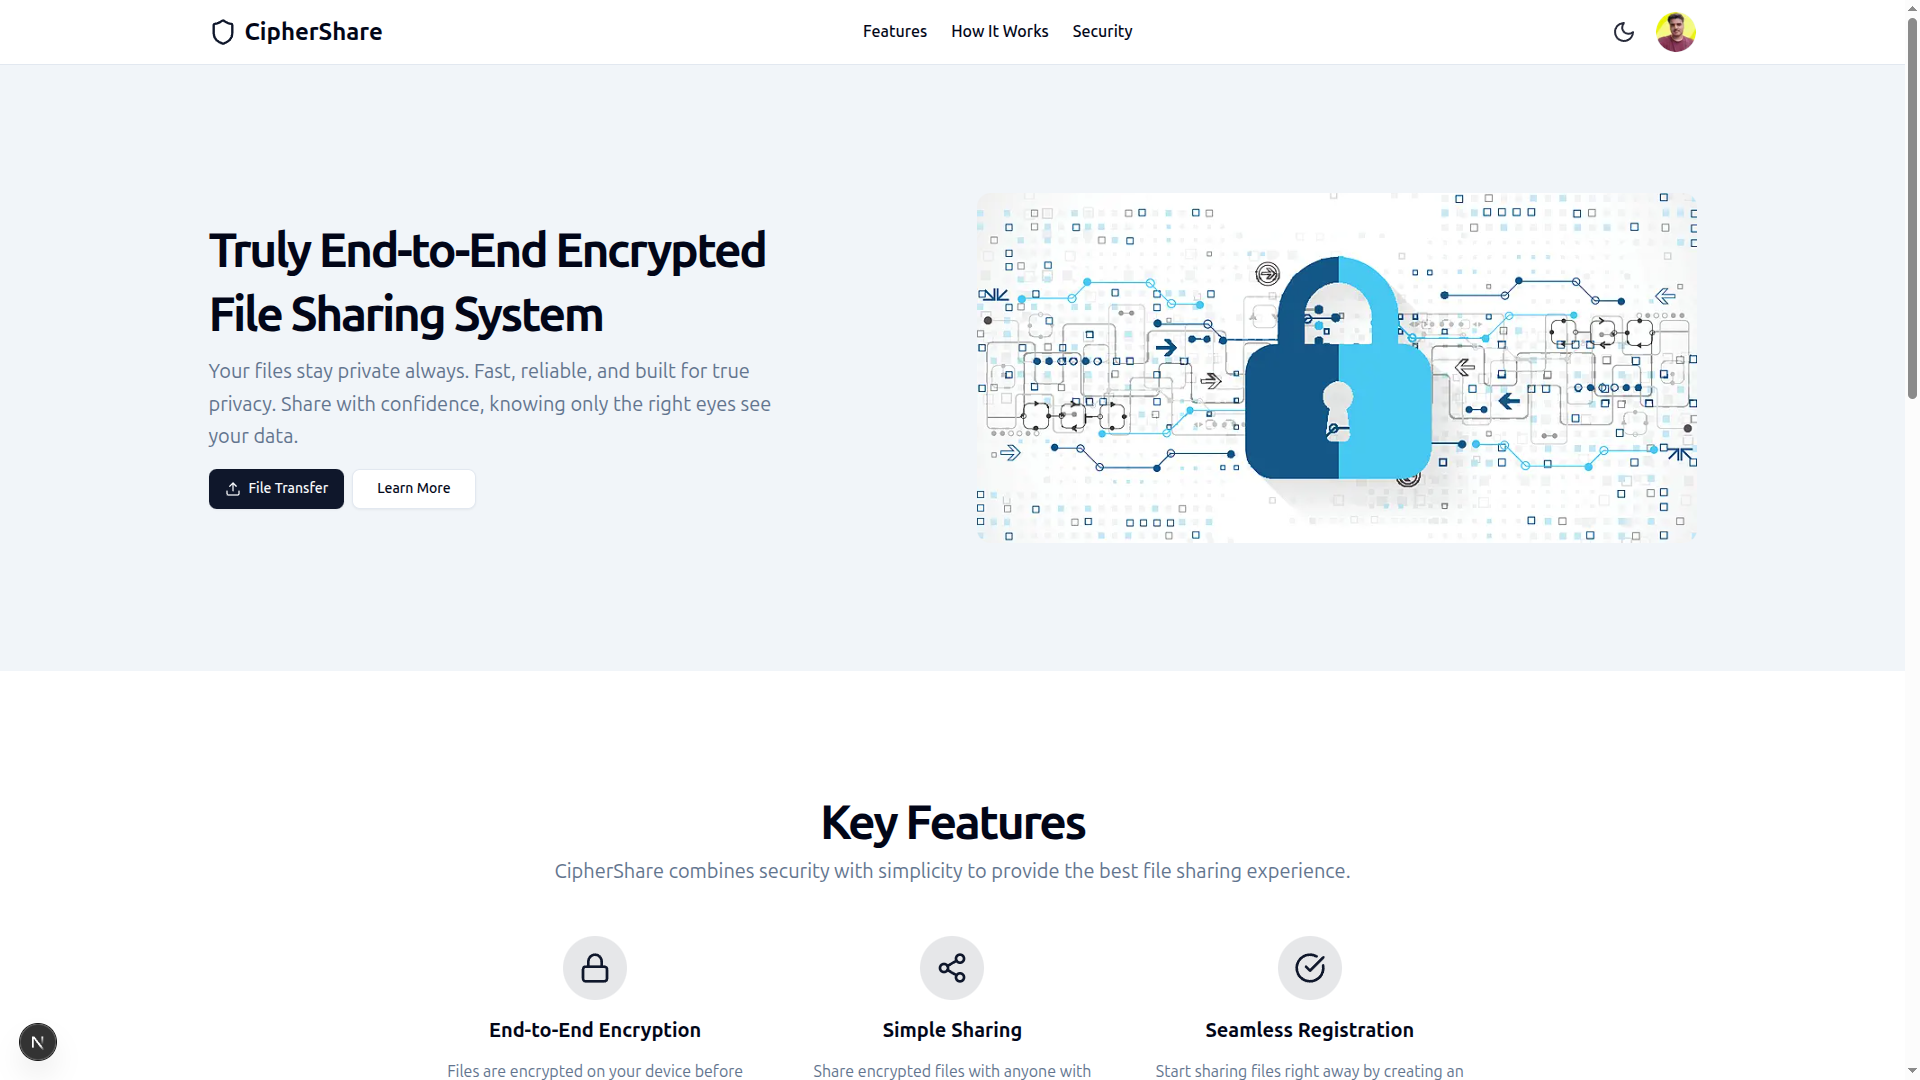 CipherShare
Features
How It Works
Security
Truly End-to-End Encrypted
File Sharing System
Your files stay private always. Fast, reliable, and built for true
privacy. Share with confidence, knowing only the right eyes see
your data.
File Transfer
Learn More
Key Features
CipherShare combines security with simplicity to provide the best file sharing experience.
End-to-End Encryption
Simple Sharing
Seamless Registration
Files are encrypted on your device before
Share encrypted files with anyone with
Start sharing files right away by creating an
N